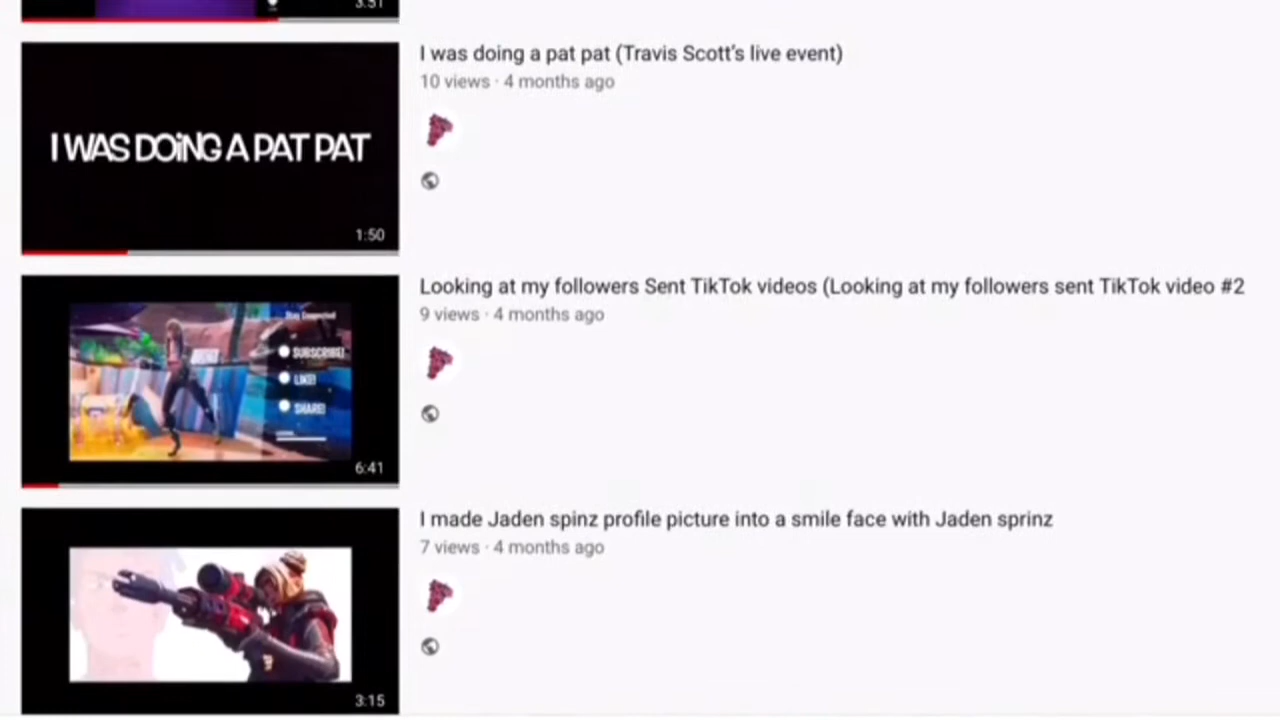 3:51
I was doing a pat pat (Travis Scott's live event)
10 views · 4 months ago
I WAS DOiNG A PAT PAT
1:50
Looking at my followers Sent TikTok videos (Looking at my followers sent TikTok video #2
9 views · 4 months ago
Stay Connected
SUBSCRIBE!
LIKE!
SHARE!
6:41
I made Jaden spinz profile picture into a smile face with Jaden sprinz
7 views · 4 months ago
3:15